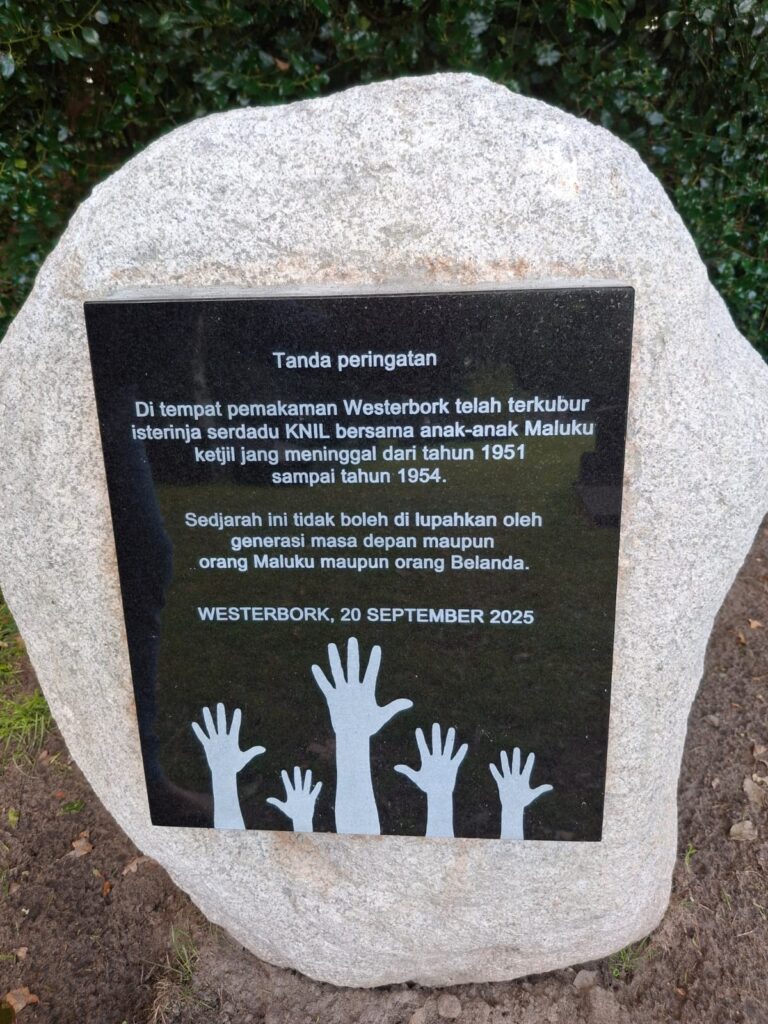 Tanda peringatan
Di tempat pemakaman Westerbork telah terkubur
isterinja serdadu KNIL bersama anak-anak Maluku
ketjil jang meninggal dari tahun 1951
sampai tahun 1954.
Sedjarah ini tidak boleh di lupahkan oleh
generasi masa depan maupun
orang Maluku maupun orang Belanda.
WESTERBORK, 20 SEPTEMBER 2025